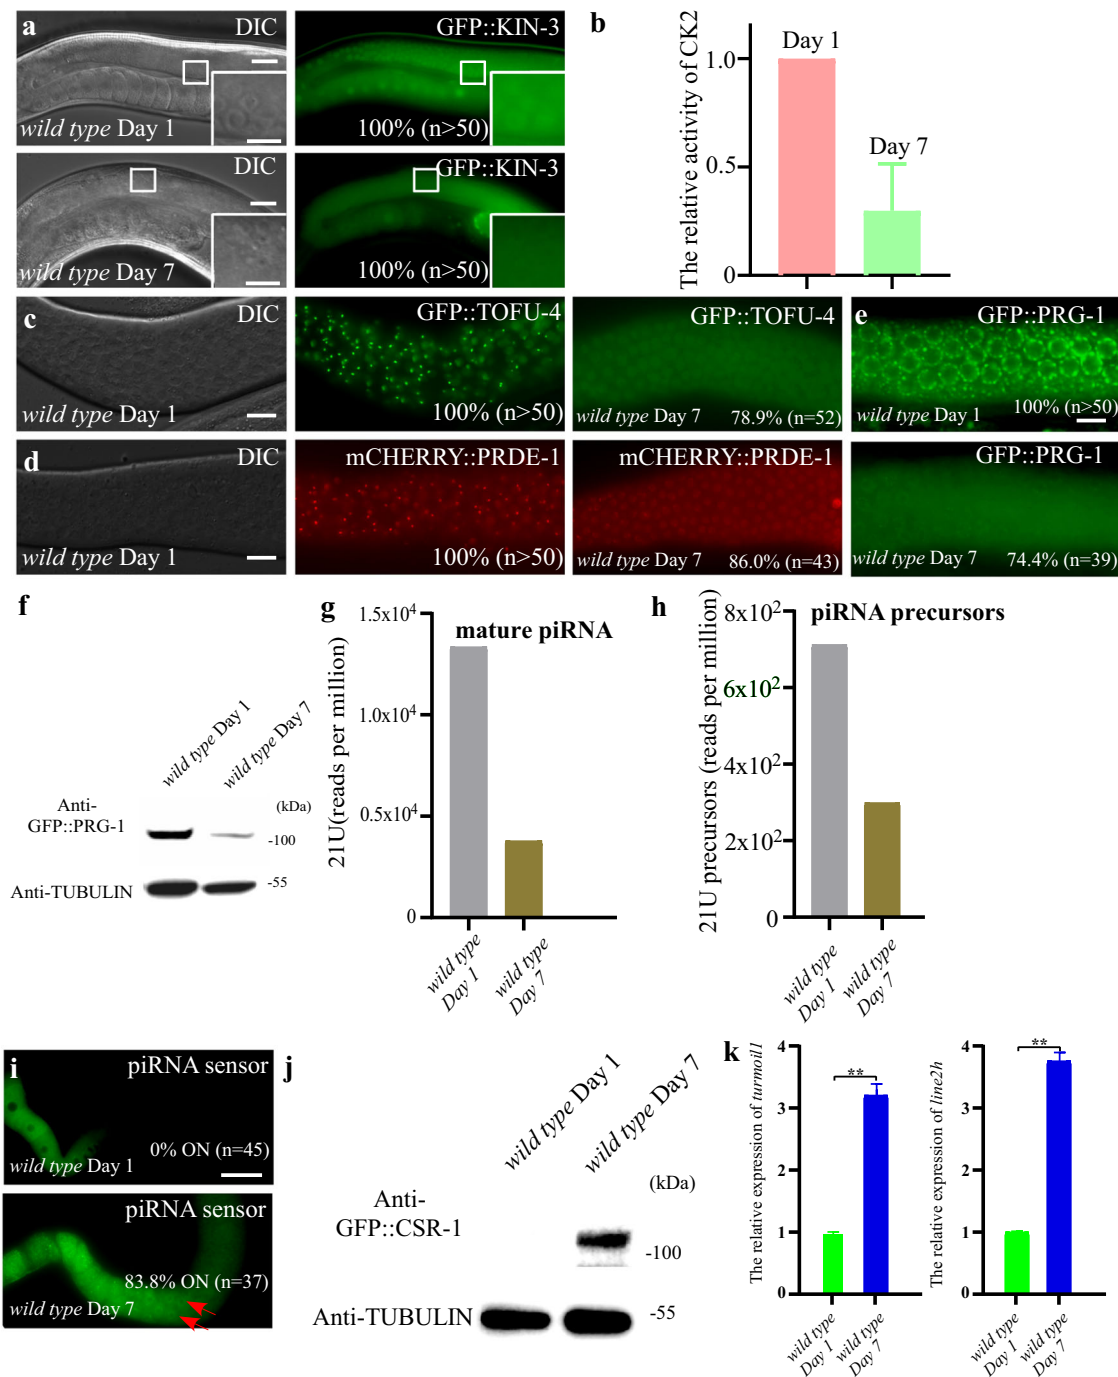 a
DIC
wild type Day 1
GFP::KIN-3
100% (n>50)
DIC
wild type Day 7
GFP::KIN-3
100% (n>50)
b
The relative activity of CK2
1.0
0.5
0
Day 1
Day 7
c
DIC
wild type Day 1
GFP::TOFU-4
100% (n>50)
GFP::TOFU-4
wild type Day 7
78.9% (n=52)
e
GFP::PRG-1
wild type Day 1
100% (n>50)
d
DIC
wild type Day 1
mCHERRY::PRDE-1
100% (n>50)
mCHERRY::PRDE-1
wild type Day 7
86.0% (n=43)
GFP::PRG-1
wild type Day 7
74.4% (n=39)
f
wild type Day 1
wild type Day 7
(kDa)
Anti-
GFP::PRG-1
-100
Anti-TUBULIN
-55
g
mature piRNA
21U(reads per million)
1.5x10⁴
1.0x10⁴
0.5x10⁴
0
wild type
Day 1
wild type
Day 7
h
piRNA precursors
21U precursors (reads per million)
8x10²
6x10²
4x10²
2x10²
0
wild type
Day 1
wild type
Day 7
i
piRNA sensor
0% ON (n=45)
wild type Day 1
piRNA sensor
83.8% ON (n=37)
wild type Day 7
j
wild type Day 1
wild type Day 7
(kDa)
Anti-
GFP::CSR-1
-100
Anti-TUBULIN
-55
k
The relative expression of turmoil1
4
3
2
1
0
**
wild type
Day 1
wild type
Day 7
The relative expression of line2h
4
3
2
1
0
**
wild type
Day 1
wild type
Day 7